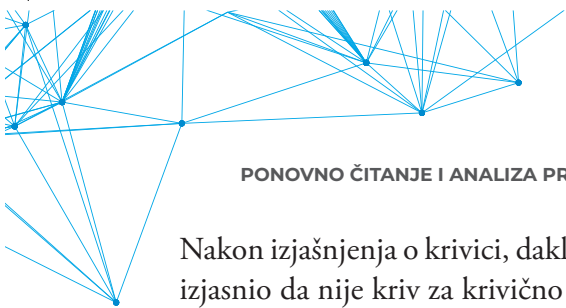 PONOVNO ČITANJE I ANALIZA PR
Nakon izjašnjenja o krivici, dakl
izjasnio da nije kriv za krivično